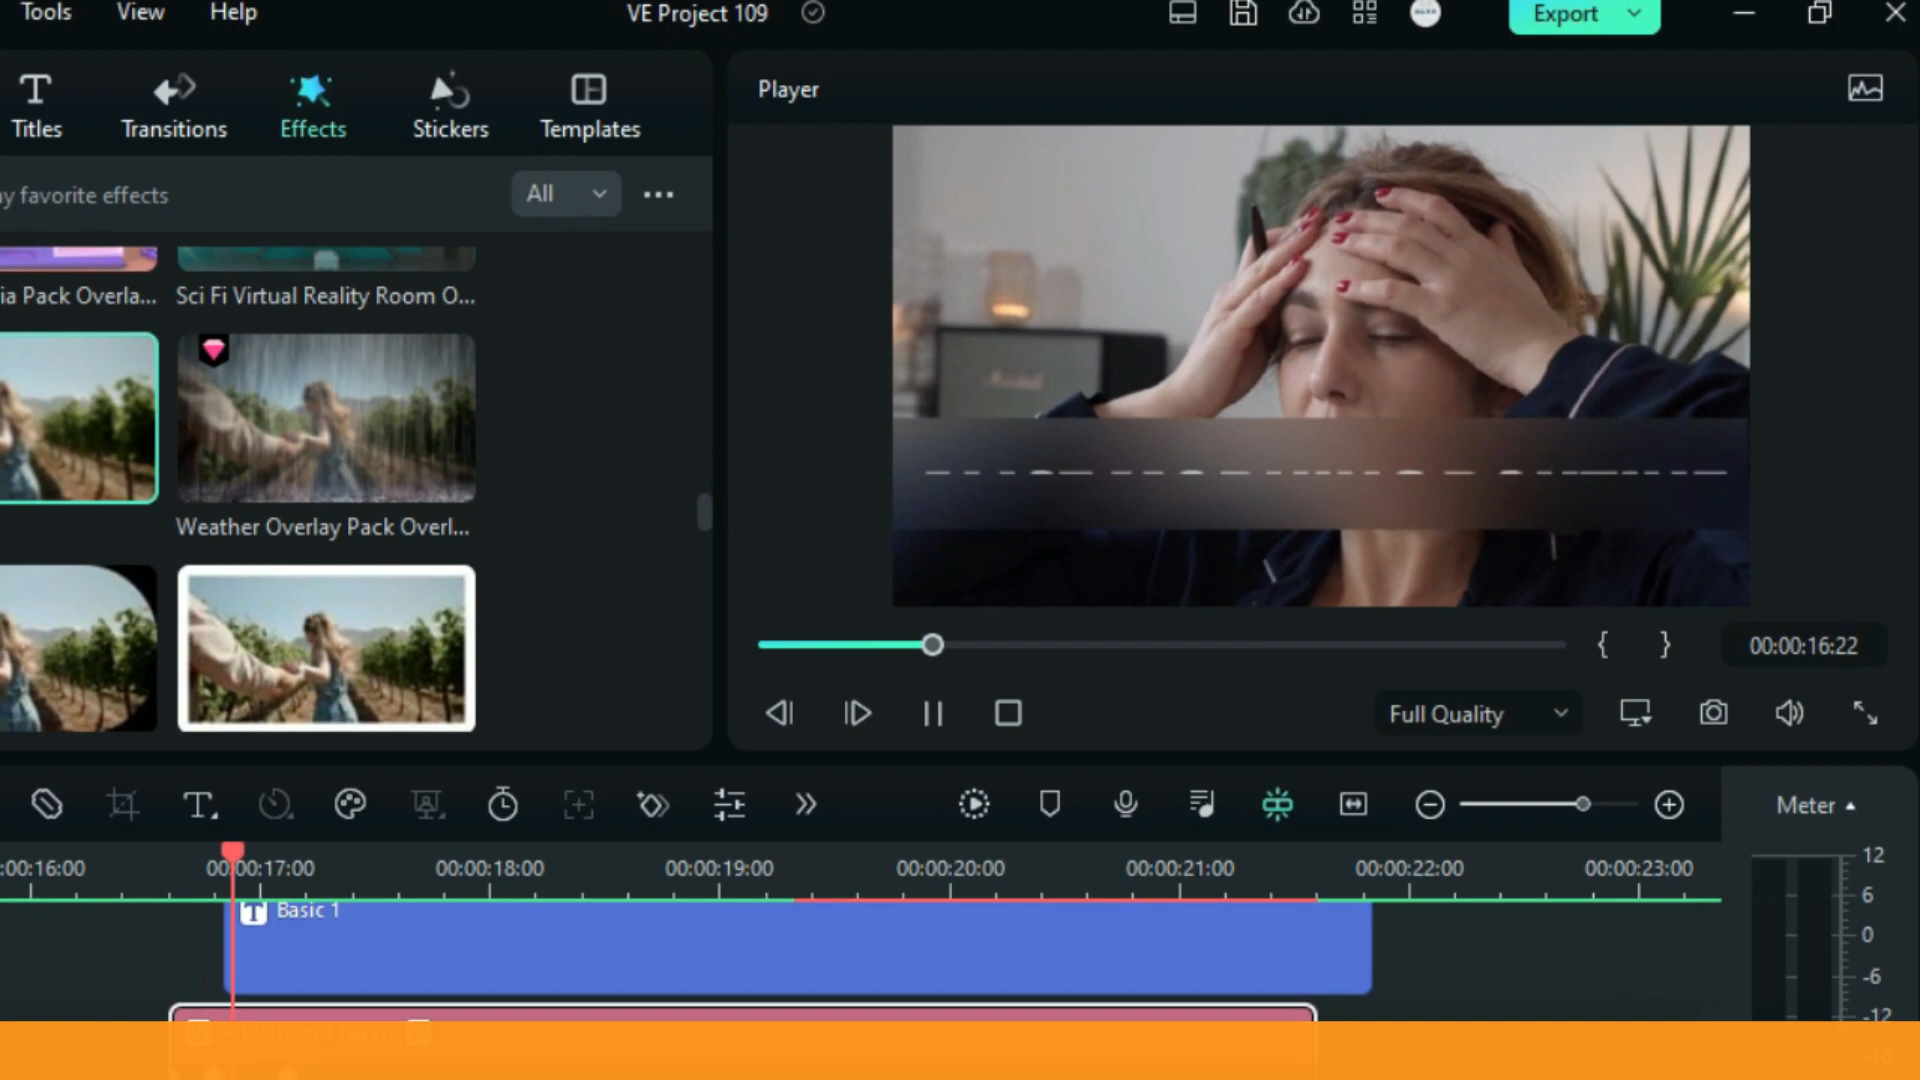 Tools View Help
VE Project 109
Export
Titles
Transitions
Effects
Stickers
Templates
Player
y favorite effects
All
ia Pack Overla...
Sci Fi Virtual Reality Room O...
Weather Overlay Pack Overl...
00:00:16:22
Full Quality
Meter
:00:16:00 00:00:17:00 00:00:18:00 00:00:19:00 00:00:20:00 00:00:21:00 00:00:22:00 00:00:23:00
Basic 1
12
6
0
-6
-12